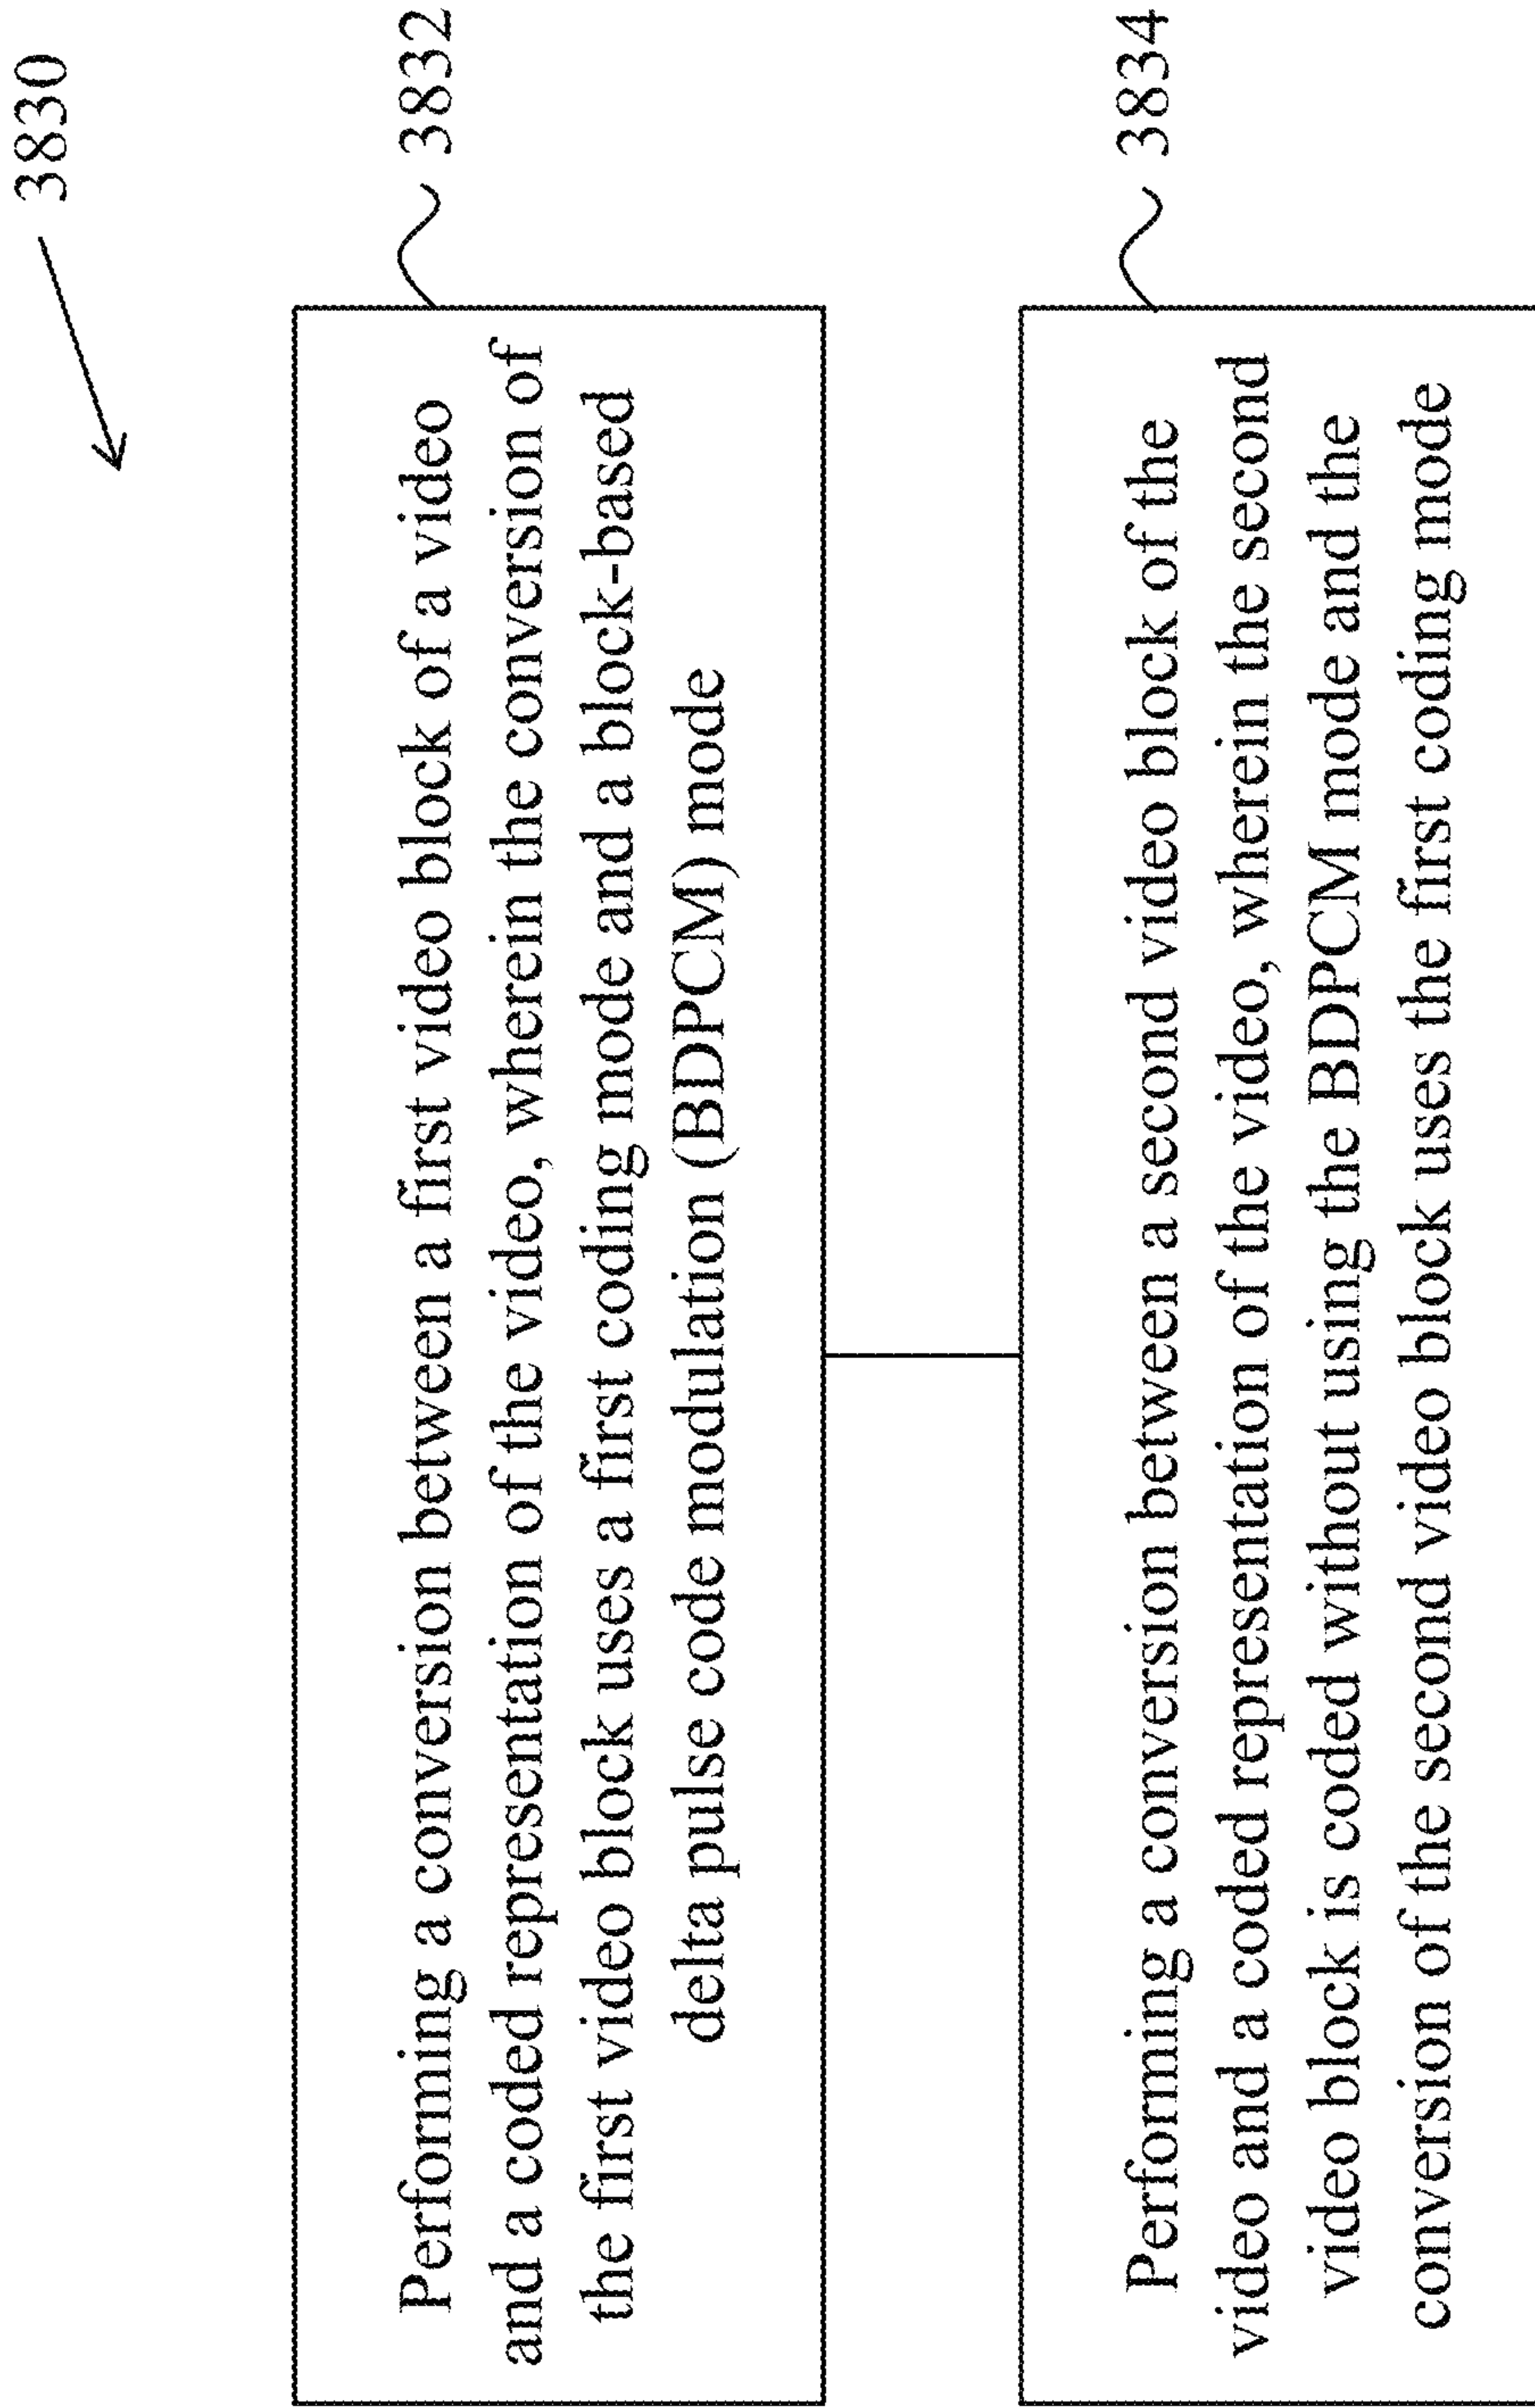 3830
Performing a conversion between a first video block of a video
and a coded representation of the video, wherein the conversion of
the first video block uses a first coding mode and a block-based
delta pulse code modulation (BDPCM) mode
3832
Performing a conversion between a second video block of the
video and a coded representation of the video, wherein the second
video block is coded without using the BDPCM mode and the
conversion of the second video block uses the first coding mode
3834